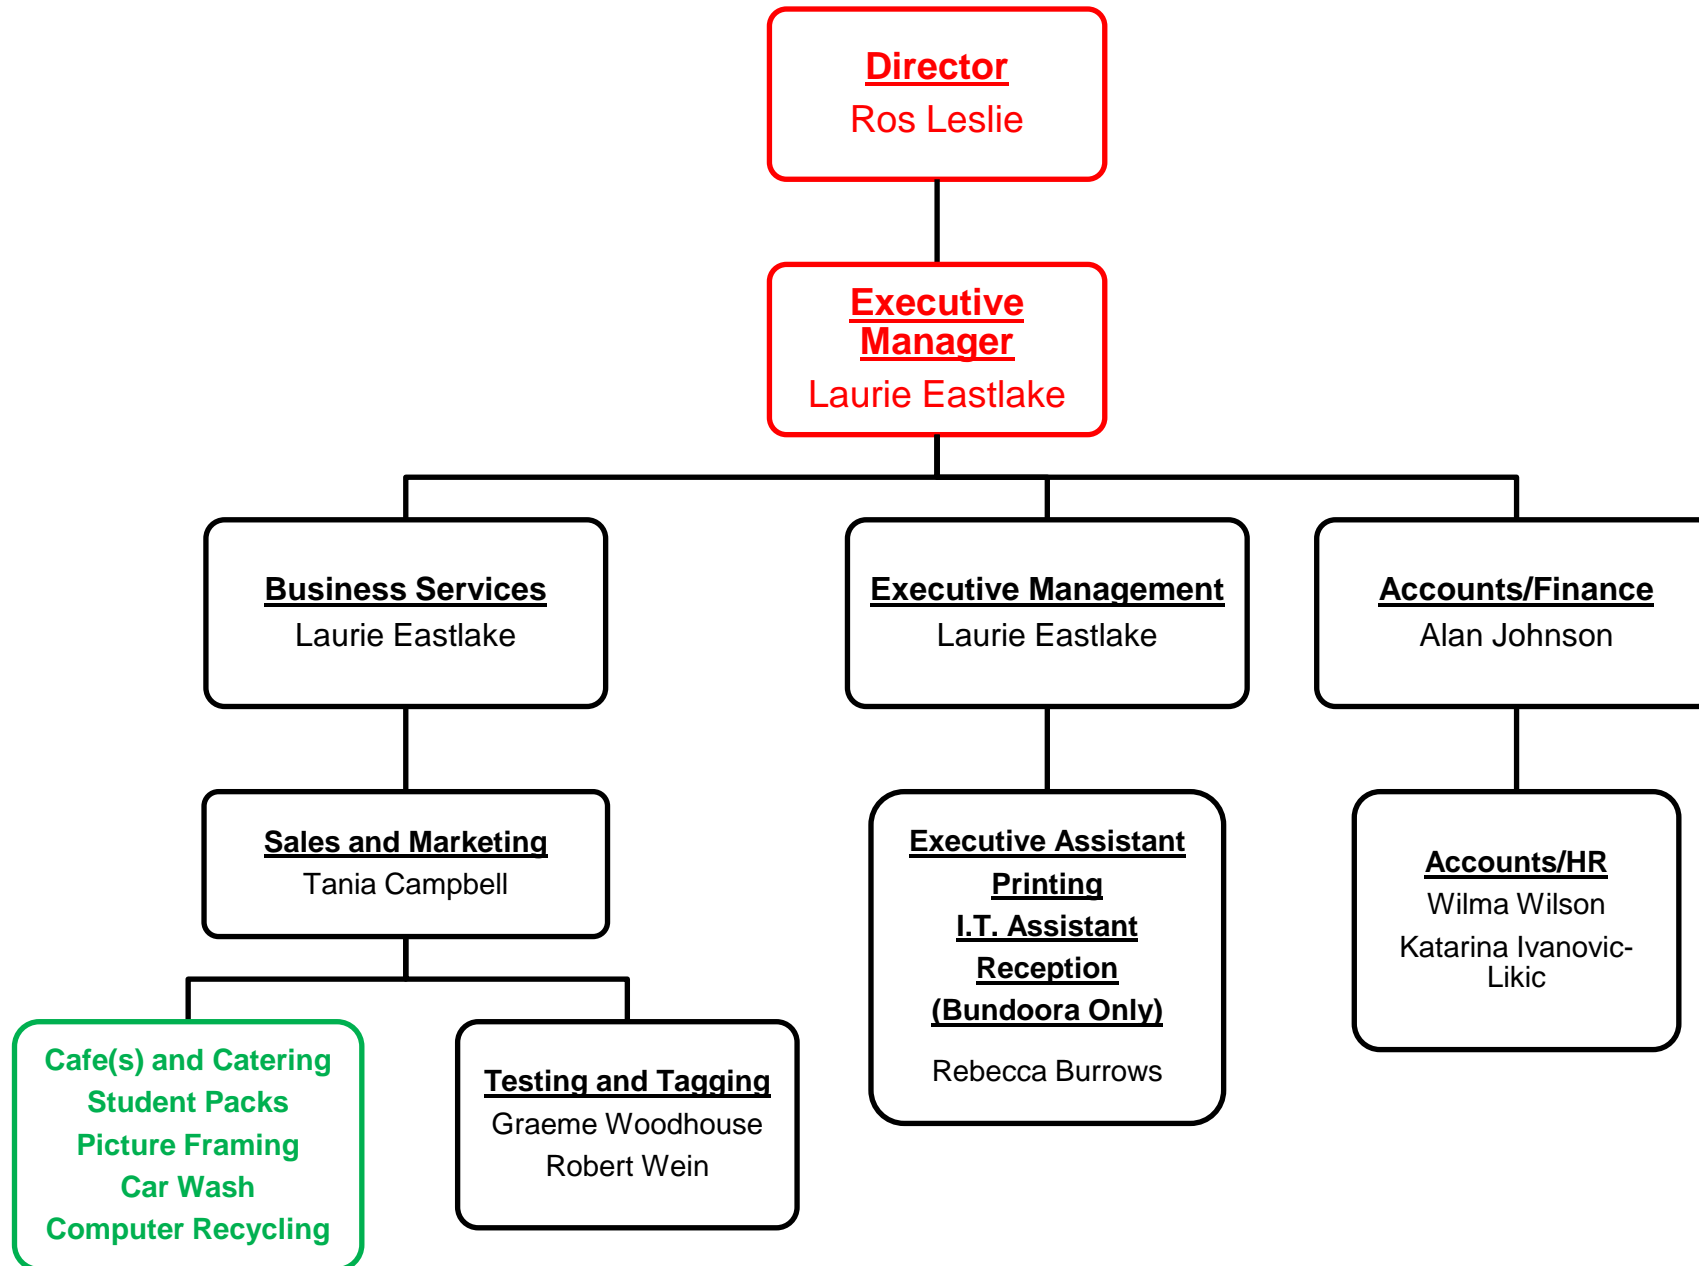 Director
Ros Leslie
Executive
Manager
Laurie Eastlake
Business Services
Laurie Eastlake
Executive Management
Laurie Eastlake
Accounts/Finance
Alan Johnson
Sales and Marketing
Tania Campbell
Executive Assistant
Printing
I.T. Assistant
Reception
(Bundoora Only)
Rebecca Burrows
Accounts/HR
Wilma Wilson
Katarina Ivanovic-
Likic
Cafe(s) and Catering
Student Packs
Picture Framing
Car Wash
Computer Recycling
Testing and Tagging
Graeme Woodhouse
Robert Wein